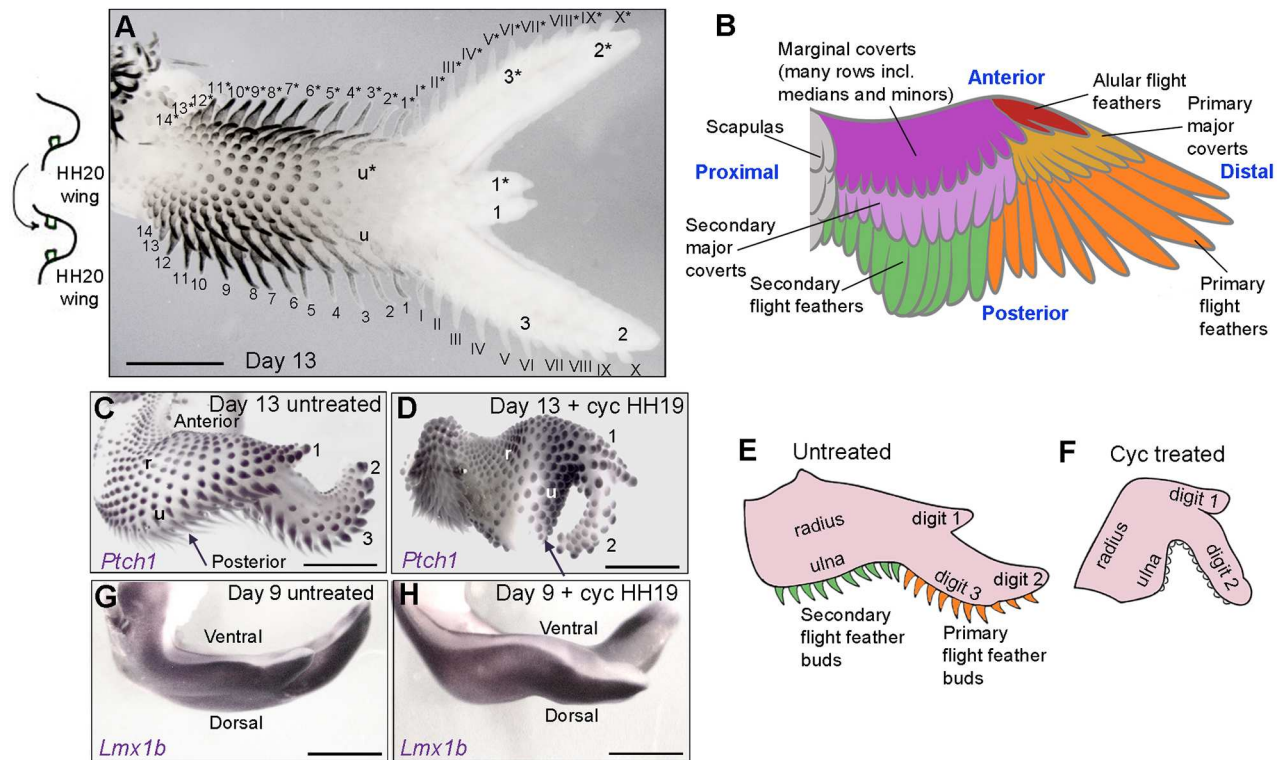 A
HH20
wing
HH20
wing
14*
13*
12*
11*
10*
9*
8*
7*
6*
5*
4*
3*
2*
1*
I*
II*
III*
IV*
V*
VI*
VII*
VIII*
IX*
X*
2*
3*
u*
1*
1
u
3
2
14
13
12
11
10
9
8
7
6
5
4
3
2
1
I
II
III
IV
V
VI
VII
VIII
IX
X
Day 13
B
Marginal coverts
(many rows incl.
medians and minors)
Anterior
Alular flight
feathers
Primary
major
coverts
Scapulas
Proximal
Distal
Secondary
major
coverts
Secondary
flight feathers
Posterior
Primary
flight
feathers
C
Day 13 untreated
Anterior
r
u
1
2
3
Ptch1
Posterior
D
Day 13 + cyc HH19
r
u
1
2
Ptch1
E
Untreated
radius
digit 1
ulna
digit 3
digit 2
Secondary
flight feather
buds
Primary
flight feather
buds
F
Cyc treated
digit 1
radius
ulna
digit 2
G
Day 9 untreated
Ventral
Dorsal
Lmx1b
H
Day 9 + cyc HH19
Ventral
Dorsal
Lmx1b